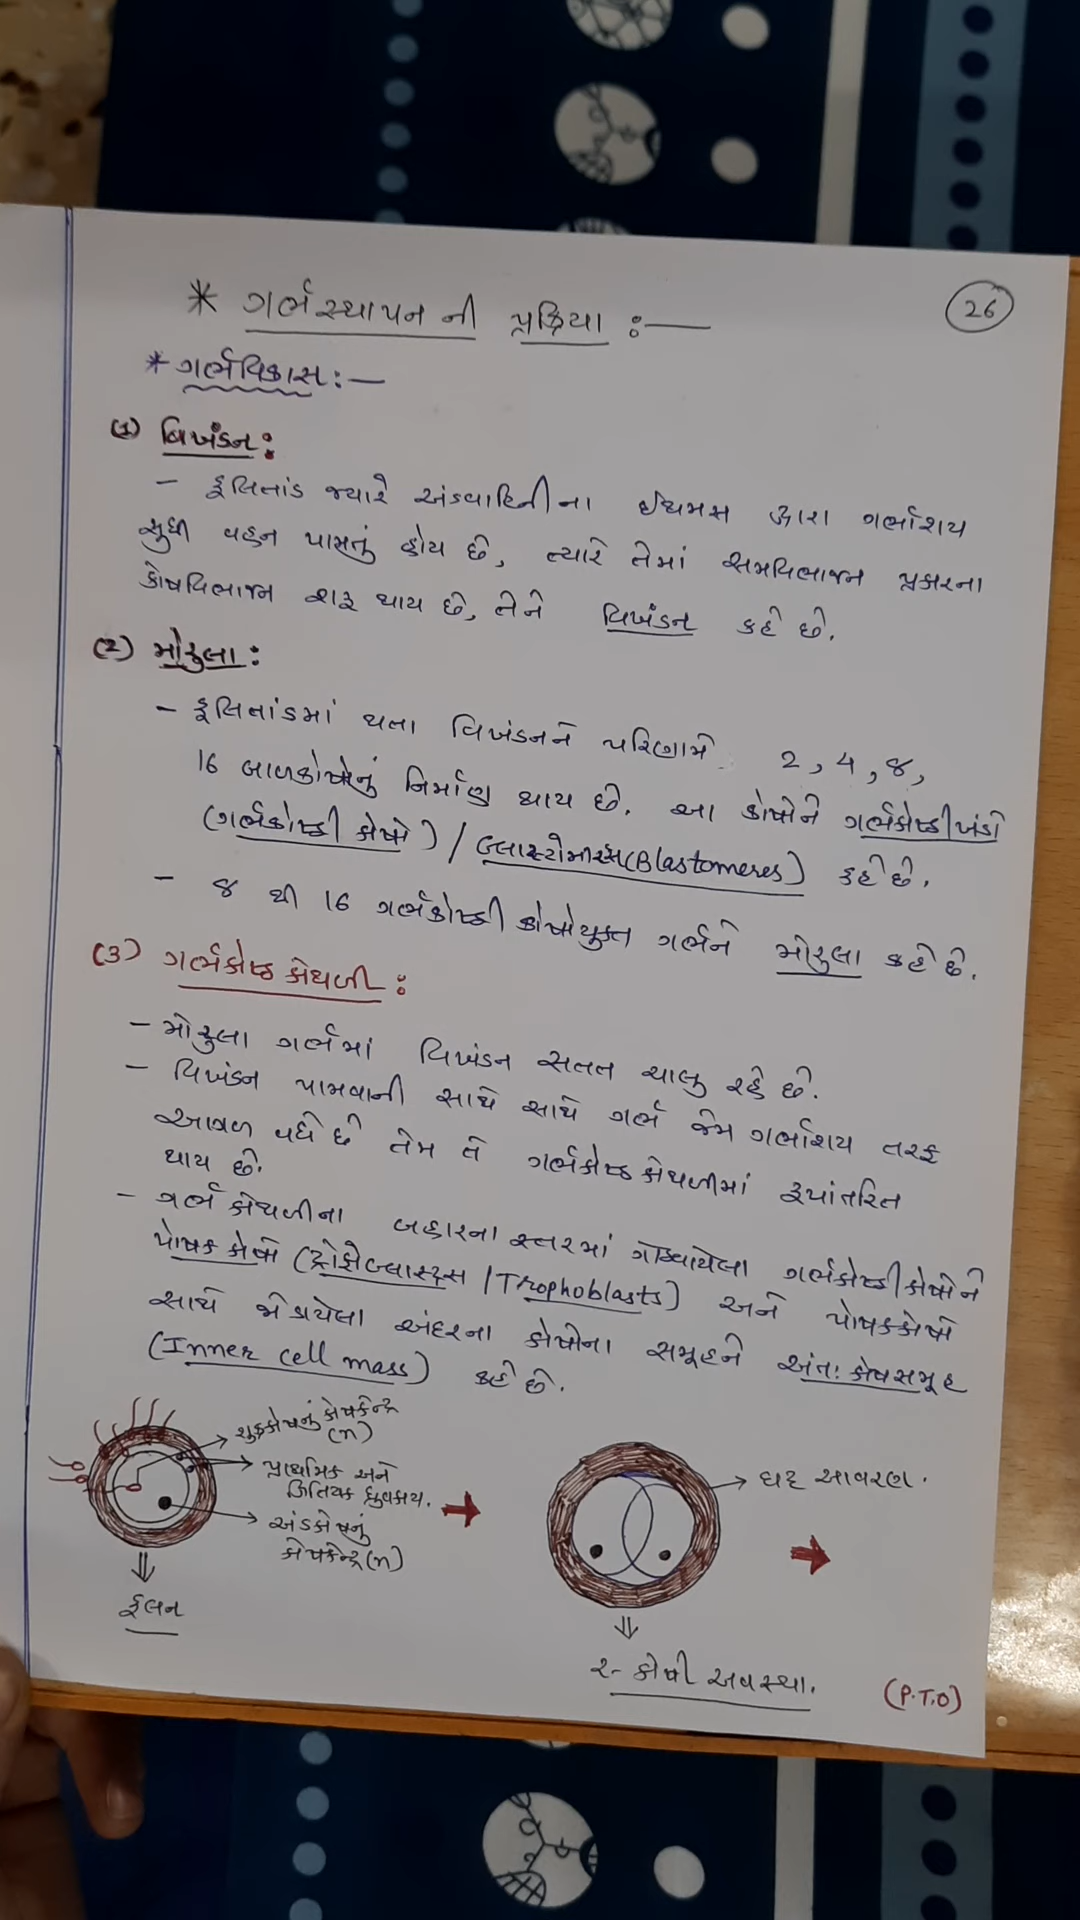 26
* ગર્ભસ્થાપન ની પ્રક્રિયા :—
* ગર્ભવિકાસ :—
(1) વિખંડન :
- ફલિતાંડ જ્યારે અંડવાહિનીના ઈથમસ દ્વારા ગર્ભાશય
સુધી વહન પામતું હોય છે, ત્યારે તેમાં સમવિભાજન પ્રકારના
કોષવિભાજન શરૂ થાય છે, તેને વિખંડન કહે છે.
(2) મોરુલા :
- ફલિતાંડમાં થતા વિખંડનને પરિણામે 2, 4, 8,
16 બાળકોષોનું નિર્માણ થાય છે. આ કોષોને ગર્ભકોષ્ઠીખંડો
(ગર્ભકોષ્ઠી કોષો) / બ્લાસ્ટોમીરસ (Blastomeres) કહે છે.
- 8 થી 16 ગર્ભકોષ્ઠી કોષોયુક્ત ગર્ભને મોરુલા કહે છે.
(3) ગર્ભકોષ્ઠ કોથળી :
- મોરુલા ગર્ભમાં વિખંડન સતત ચાલુ રહે છે.
- વિખંડન પામવાની સાથે સાથે ગર્ભ જેમ ગર્ભાશય તરફ
આગળ વધે છે તેમ તે ગર્ભકોષ્ઠ કોથળીમાં રૂપાંતરિત
થાય છે.
- ગર્ભ કોથળીના બહારના સ્તરમાં ગોઠવાયેલા ગર્ભકોષ્ઠી કોષોને
પોષક કોષો (ટ્રોફોબ્લાસ્ટ્સ / Trophoblasts) અને પોષકકોષો
સાથે જોડાયેલા અંદરના કોષોના સમૂહને અંતઃ કોષસમૂહ
(Inner cell mass) કહે છે.
શુક્રકોષનું કોષકેન્દ્ર
(n)
પ્રાથમિક અને
દ્વિતિયક ધ્રુવકાય.
અંડકોષનું
કોષકેન્દ્ર (n)
ફલન
ઘટ્ટ આવરણ.
2- કોષી અવસ્થા.
(P.T.O)